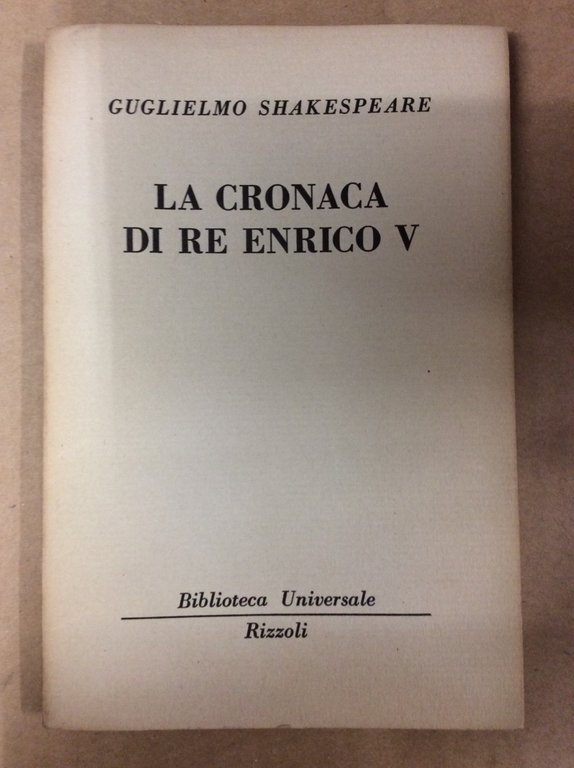 GUGLIELMO SHAKESPEARE
LA CRONACA
DI RE ENRICO V
Biblioteca Universale
Rizzoli